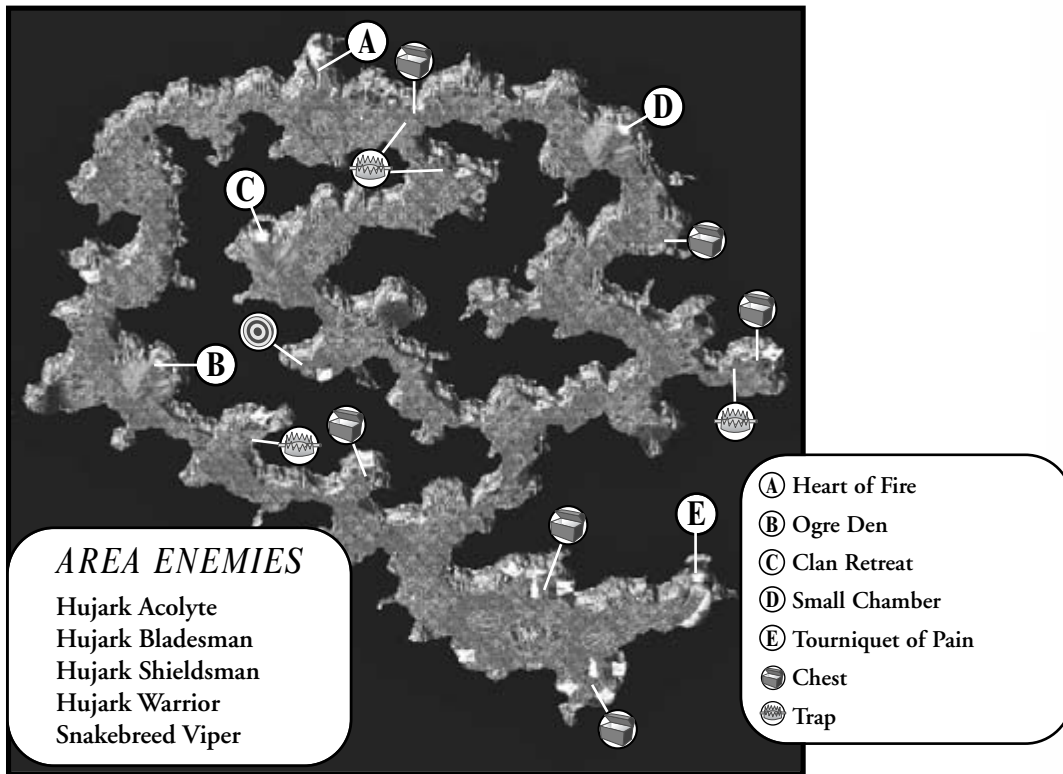 A
D
C
B
E
AREA ENEMIES
Hujark Acolyte
Hujark Bladesman
Hujark Shieldsman
Hujark Warrior
Snakebreed Viper
A Heart of Fire
B Ogre Den
C Clan Retreat
D Small Chamber
E Tourniquet of Pain
Chest
Trap